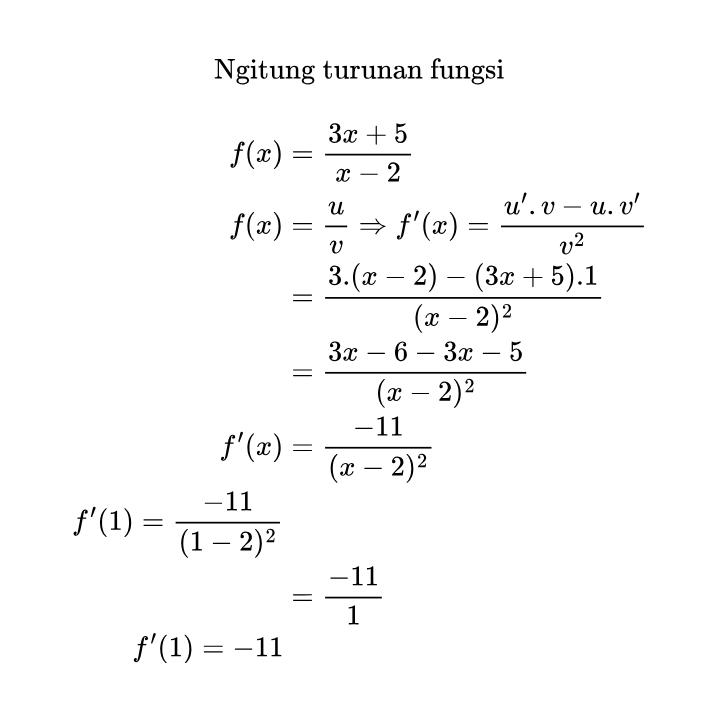 Ngitung turunan fungsi
f(x) = \frac{3x + 5}{x - 2}
f(x) = \frac{u}{v} ⇒ f'(x) = \frac{u'. v - u. v'}{v^2}
= \frac{3.(x - 2) - (3x + 5).1}{(x - 2)^2}
= \frac{3x - 6 - 3x - 5}{(x - 2)^2}
f'(x) = \frac{-11}{(x - 2)^2}
f'(1) = \frac{-11}{(1 - 2)^2}
= \frac{-11}{1}
f'(1) = -11